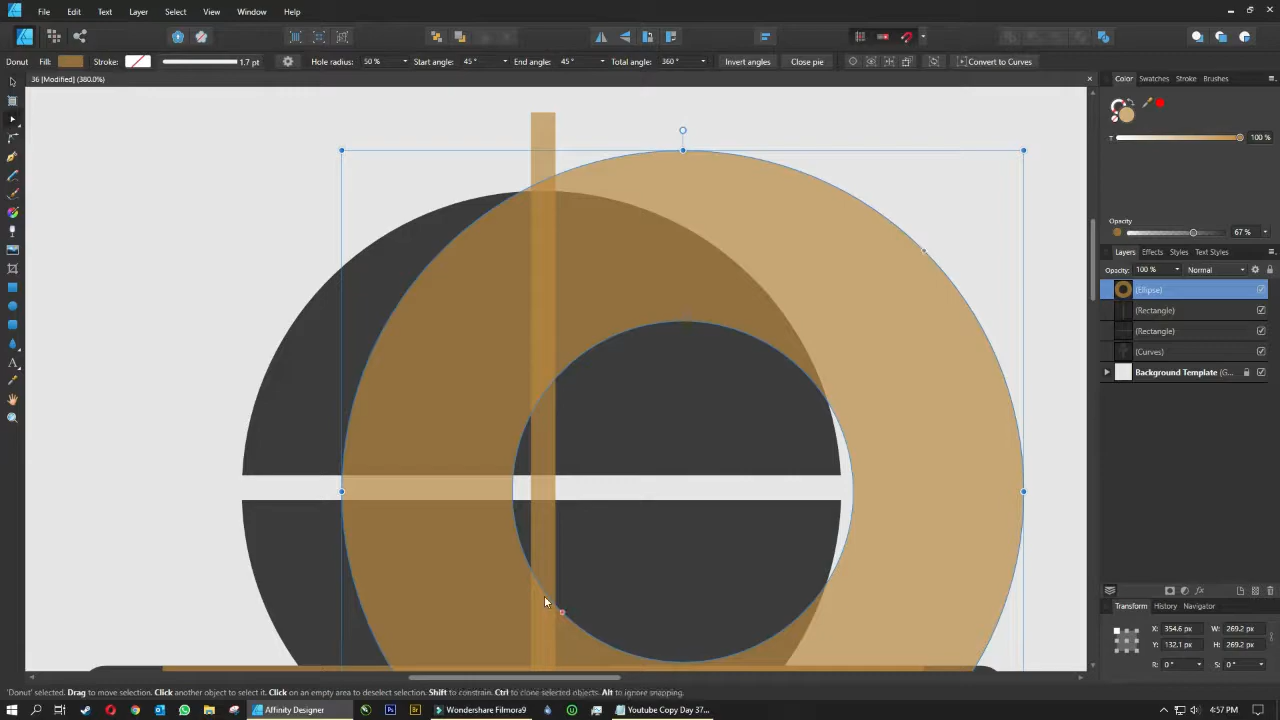 File Edit Text Layer Select View Window Help
Donut Fill: Stroke: 1.7 pt Hole radius: 50 % Start angle: 45 ° End angle: 45 ° Total angle: 360 ° Invert angles Close pie Convert to Curves
36 [Modified] (380.0%)
Color Swatches Stroke Brushes
T 100 %
Opacity
67 %
Layers Effects Styles Text Styles
Opacity: 100 % Normal
(Ellipse)
(Rectangle)
(Rectangle)
(Curves)
Background Template (G...
Transform History Navigator
X: 354.6 px W: 269.2 px
Y: 132.1 px H: 269.2 px
R: 0 ° S: 0 °
'Donut' selected. Drag to move selection. Click another object to select it. Click on an empty area to deselect selection. Shift to constrain. Ctrl to clone selected objects. Alt to ignore snapping.
Affinity Designer Wondershare Filmora9 Youtube Copy Day 37... 4:57 PM